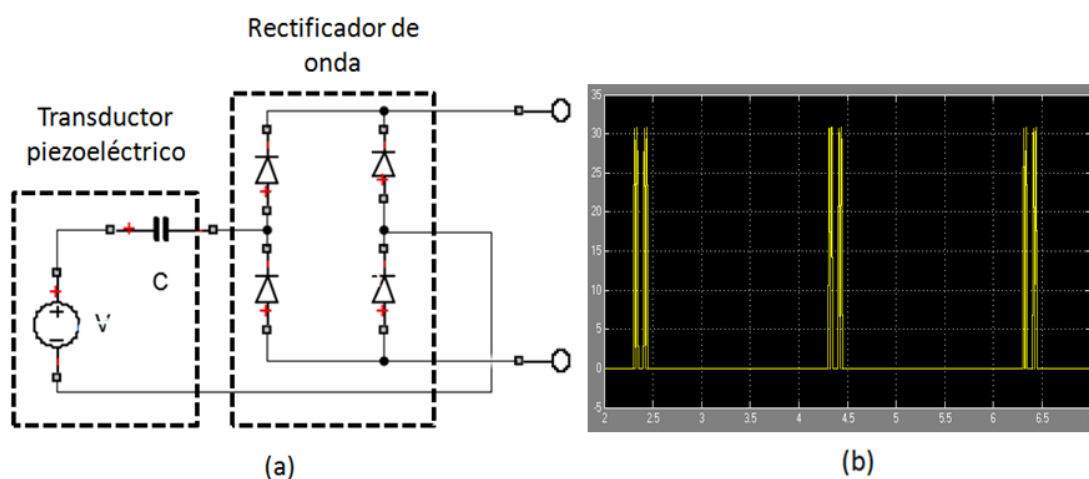 Rectificador de
onda
Transductor
piezoeléctrico
C
V
(a)
35
30
25
20
15
10
5
0
-5
2 2.5 3 3.5 4 4.5 5 5.5 6 6.5
(b)